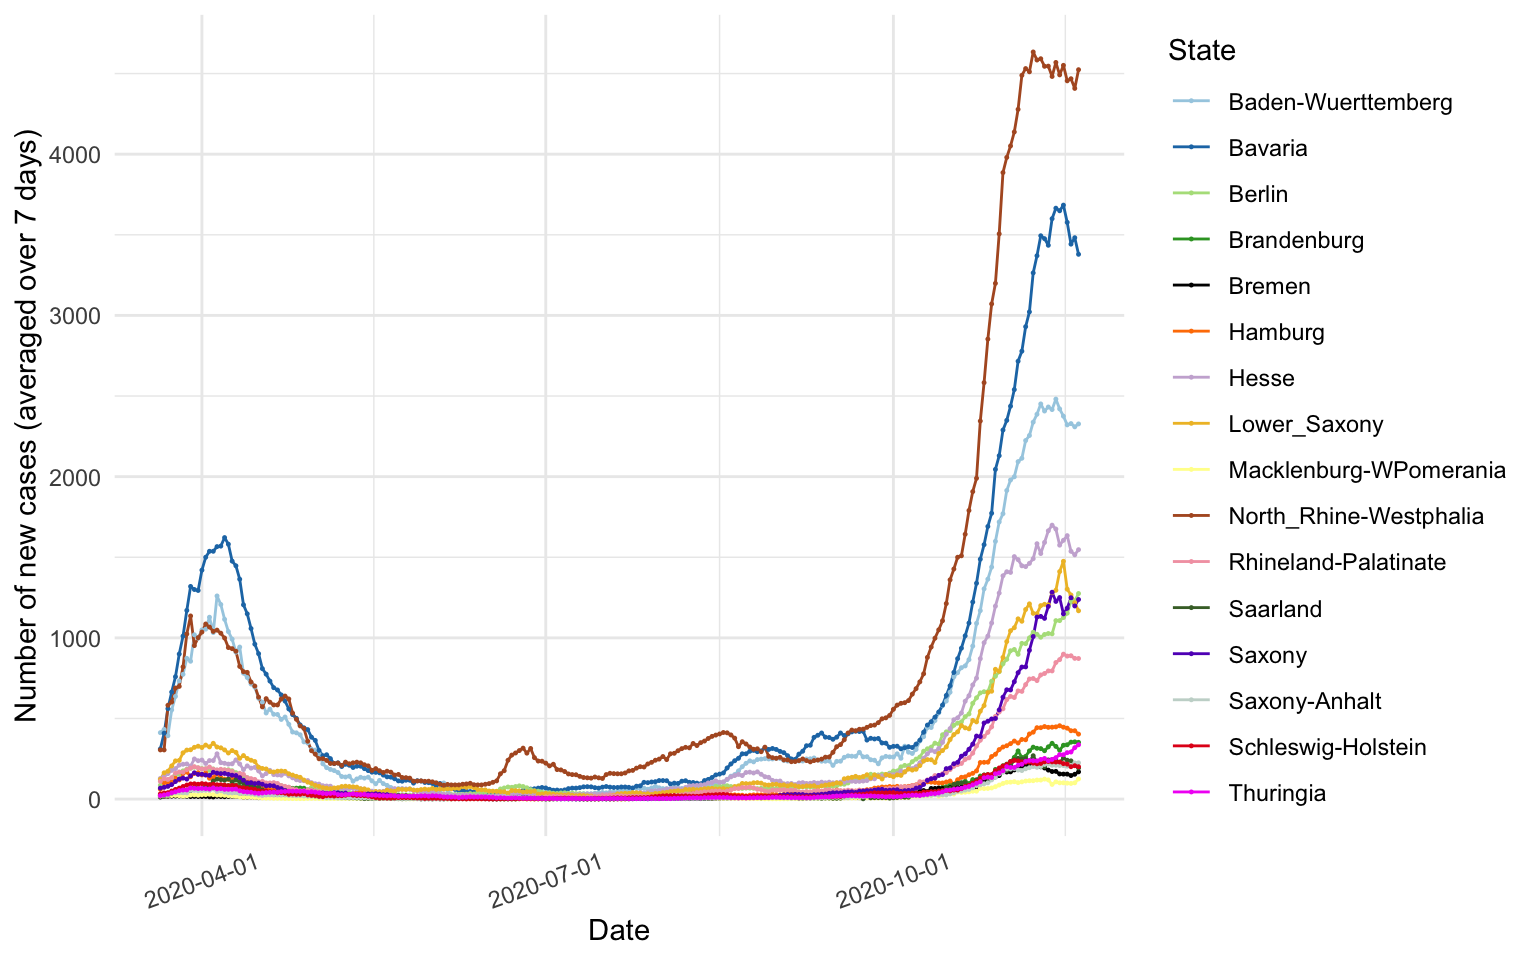 Number of new cases (averaged over 7 days)
4000
3000
2000
1000
0
2020-04-01
2020-07-01
2020-10-01
Date
State
Baden-Wuerttemberg
Bavaria
Berlin
Brandenburg
Bremen
Hamburg
Hesse
Lower_Saxony
Macklenburg-WPomerania
North_Rhine-Westphalia
Rhineland-Palatinate
Saarland
Saxony
Saxony-Anhalt
Schleswig-Holstein
Thuringia